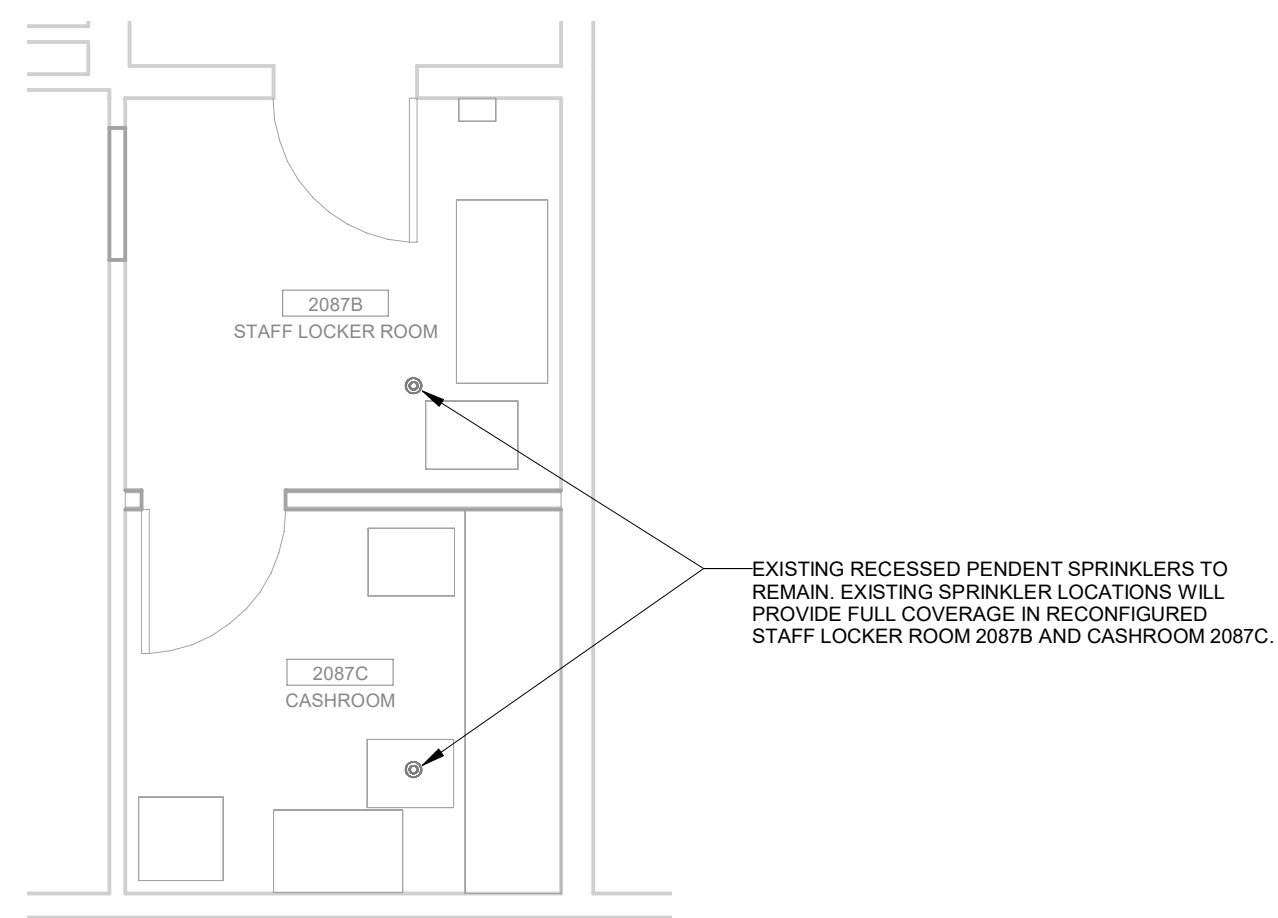 2087B
STAFF LOCKER ROOM
EXISTING RECESSED PENDENT SPRINKLERS TO
REMAIN. EXISTING SPRINKLER LOCATIONS WILL
PROVIDE FULL COVERAGE IN RECONFIGURED
STAFF LOCKER ROOM 2087B AND CASHROOM 2087C.
2087C
CASHROOM